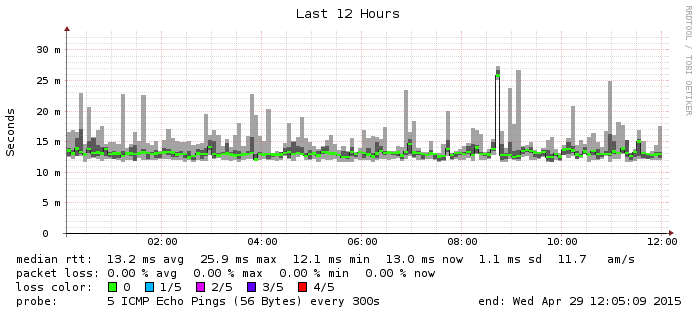 Last 12 Hours
RRDTOOL / TOBI OETIKER
Seconds
30 m
25 m
20 m
15 m
10 m
5 m
0
02:00 04:00 06:00 08:00 10:00 12:00
median rtt: 13.2 ms avg 25.9 ms max 12.1 ms min 13.0 ms now 1.1 ms sd 11.7 am/s
packet loss: 0.00 % avg 0.00 % max 0.00 % min 0.00 % now
loss color: 0 1/5 2/5 3/5 4/5
probe: 5 ICMP Echo Pings (56 Bytes) every 300s end: Wed Apr 29 12:05:09 2015